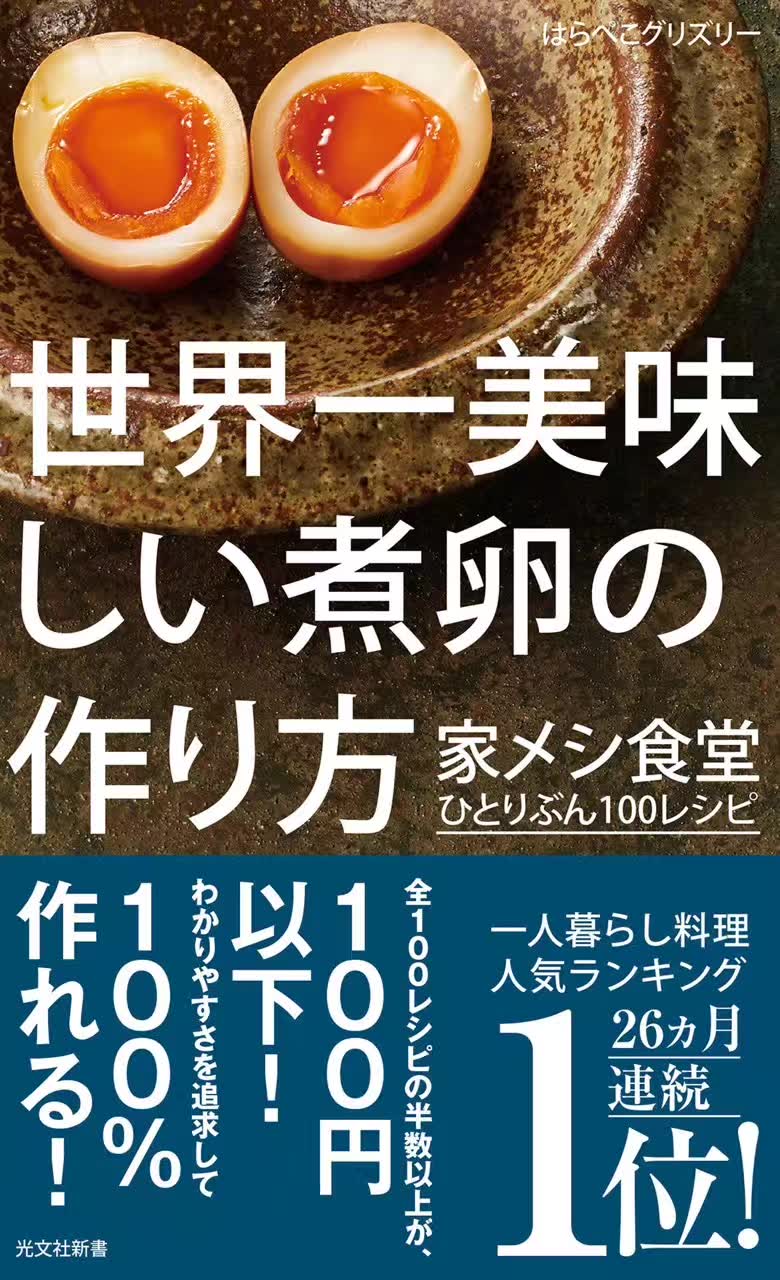 はらぺこグリズリー
世界一美味
しい煮卵の
作り方
家メシ食堂
ひとりぶん100レシピ
一人暮らし料理
人気ランキング
26ヵ月
連続
1位!
全100レシピの半数以上が、
100円
以下!
わかりやすさを追求して
100%
作れる!
光文社新書